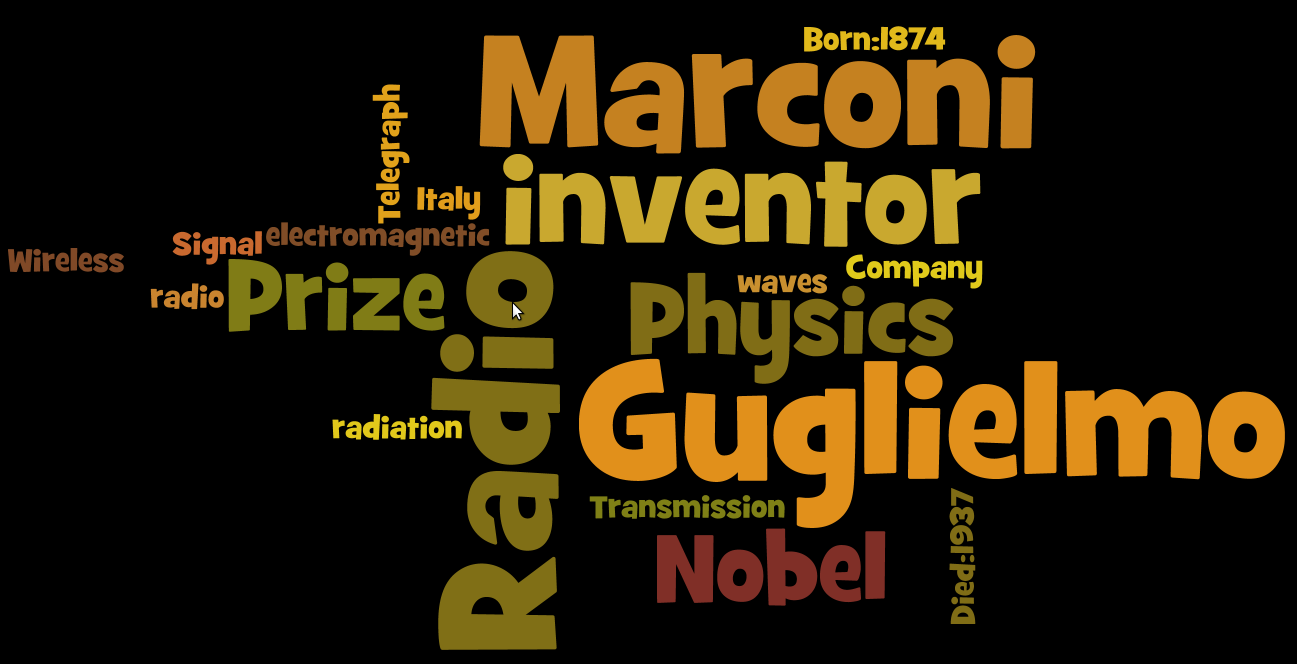 Born:1874
Marconi
Telegraph
inventor
Italy
electromagnetic
Signal
Wireless
Company
waves
radio
Prize
Physics
Radio
Guglielmo
radiation
Transmission
Died:1937
Nobel